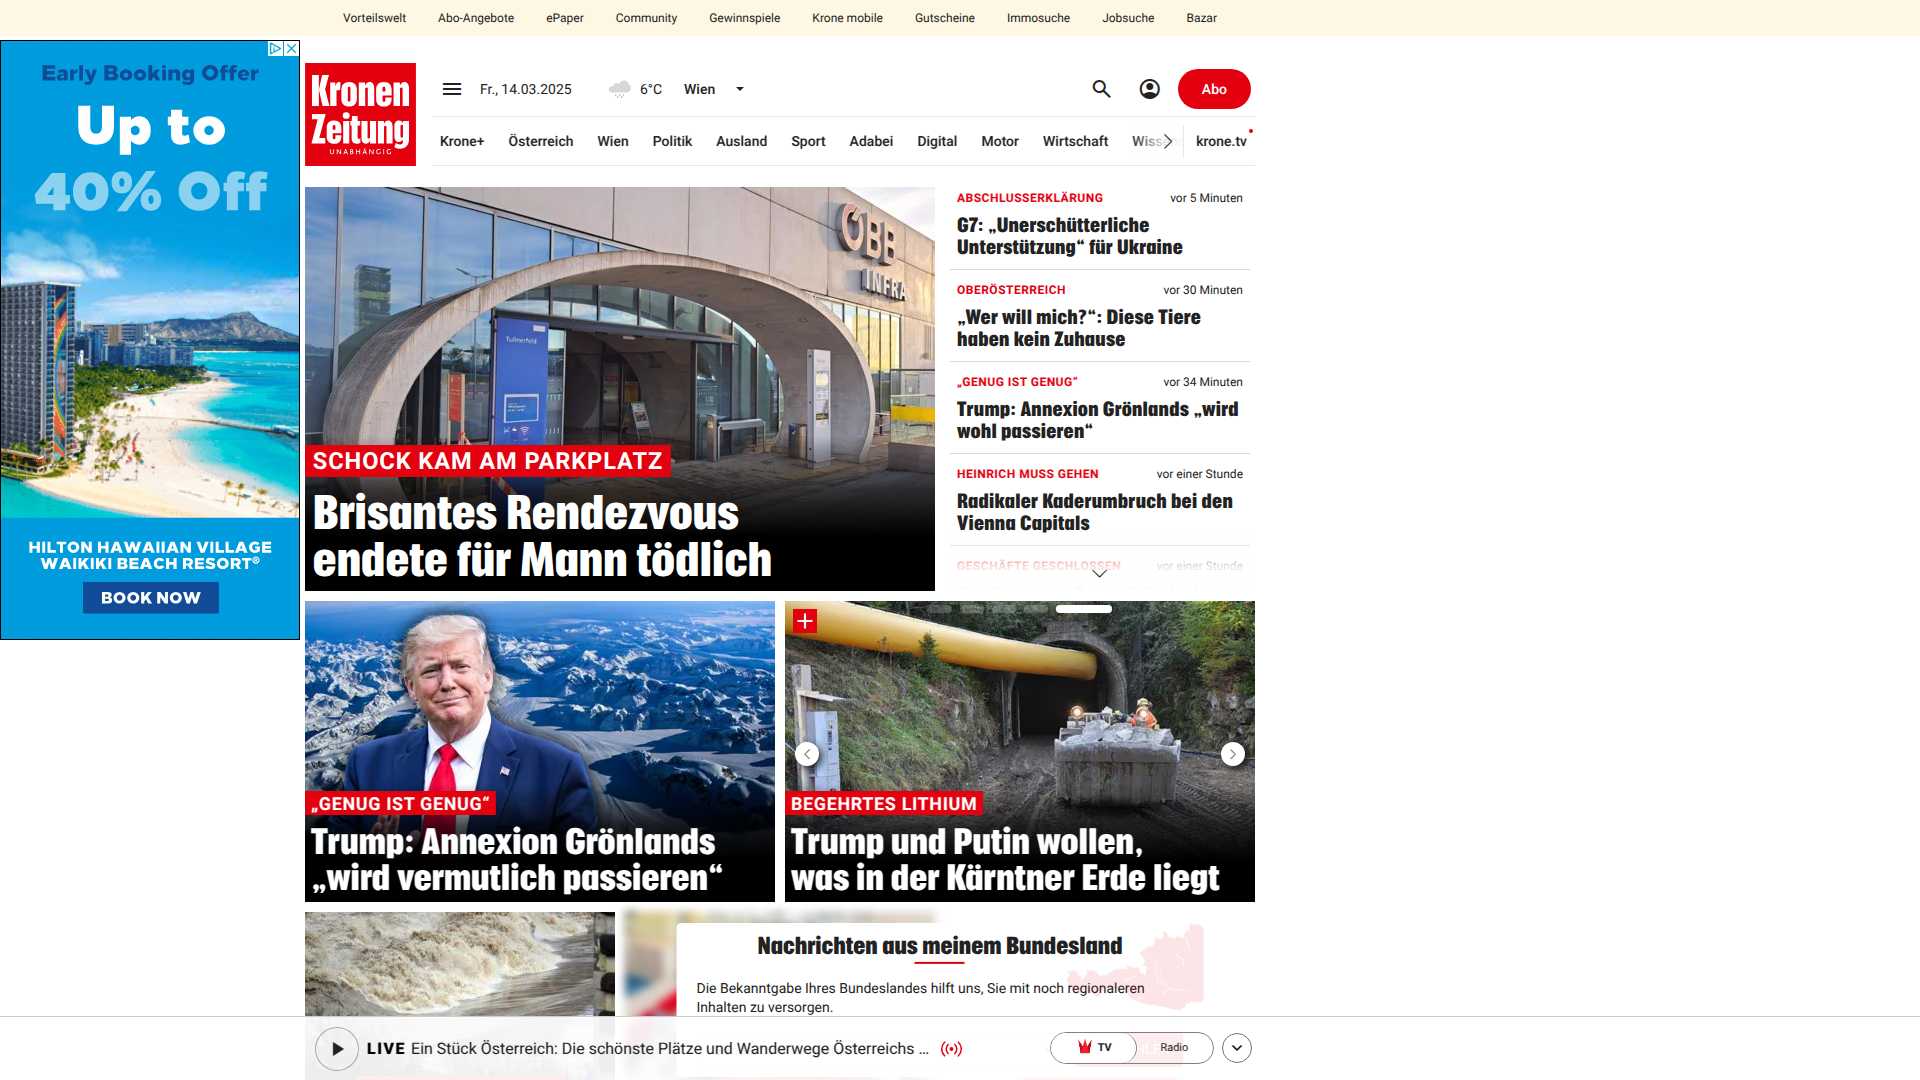 Vorteilswelt Abo-Angebote ePaper Community Gewinnspiele Krone mobile Gutscheine Immosuche Jobsuche Bazar
Early Booking Offer
Up to
40% Off
HILTON HAWAIIAN VILLAGE
WAIKIKI BEACH RESORT®
BOOK NOW
Kronen
Zeitung
UNABHÄNGIG
Fr., 14.03.2025
6°C Wien
Abo
Krone+ Österreich Wien Politik Ausland Sport Adabei Digital Motor Wirtschaft Wiss krone.tv
ÖBB
INFRA
Tullnerfeld
SCHOCK KAM AM PARKPLATZ
Brisantes Rendezvous
endete für Mann tödlich
ABSCHLUSSERKLÄRUNG vor 5 Minuten
G7: „Unerschütterliche
Unterstützung“ für Ukraine
OBERÖSTERREICH vor 30 Minuten
„Wer will mich?“: Diese Tiere
haben kein Zuhause
„GENUG IST GENUG“ vor 34 Minuten
Trump: Annexion Grönlands „wird
wohl passieren“
HEINRICH MUSS GEHEN vor einer Stunde
Radikaler Kaderumbruch bei den
Vienna Capitals
GESCHÄFTE GESCHLOSSEN vor einer Stunde
„GENUG IST GENUG“
Trump: Annexion Grönlands
„wird vermutlich passieren“
BEGEHRTES LITHIUM
Trump und Putin wollen,
was in der Kärntner Erde liegt
Nachrichten aus meinem Bundesland
Die Bekanntgabe Ihres Bundeslandes hilft uns, Sie mit noch regionaleren
Inhalten zu versorgen.
LIVE Ein Stück Österreich: Die schönste Plätze und Wanderwege Österreichs ...
TV Radio